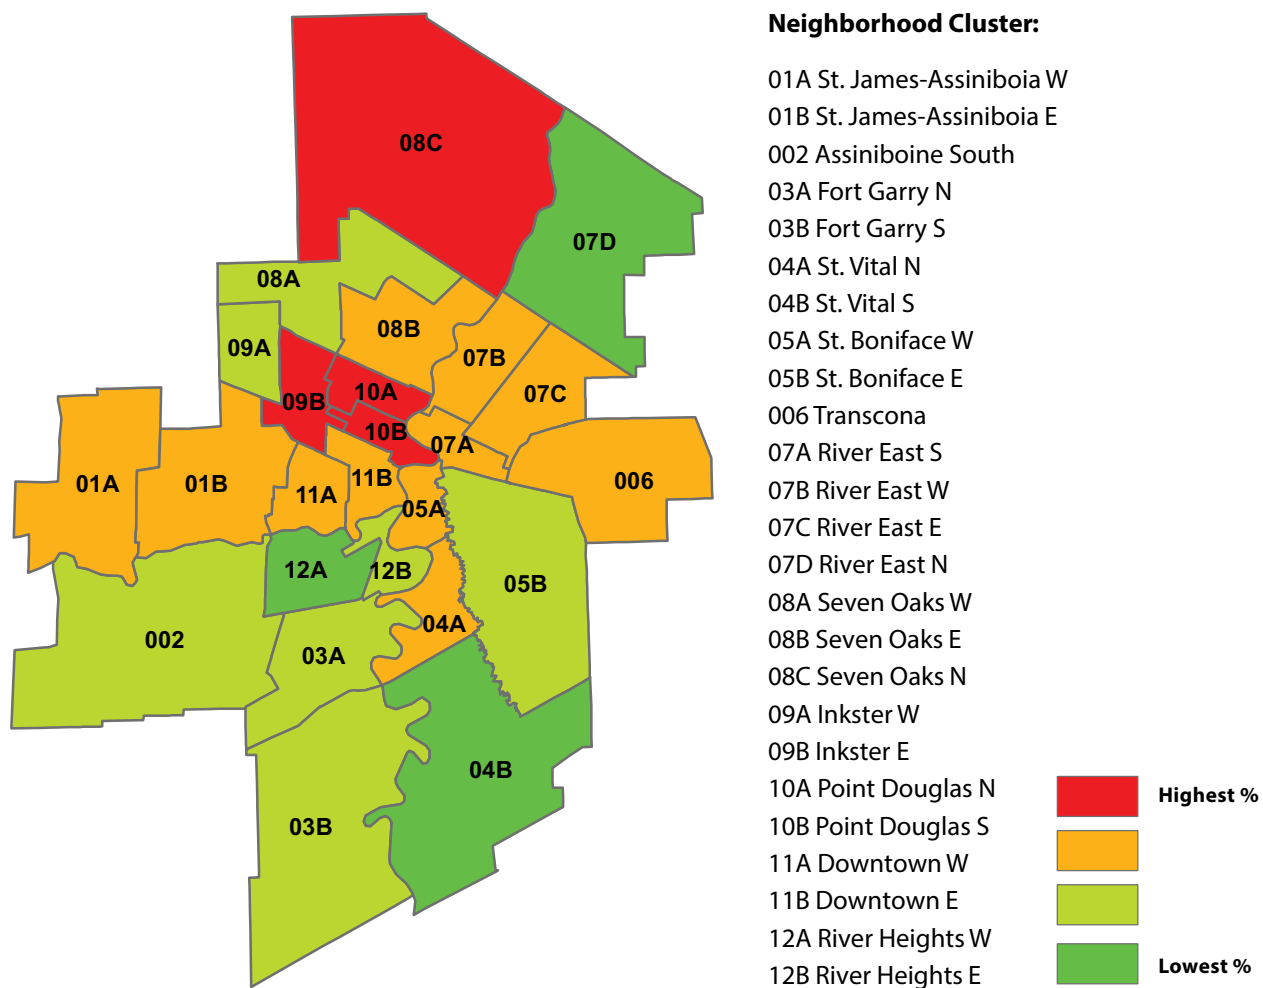 Neighborhood Cluster:
01A St. James-Assiniboia W
01B St. James-Assiniboia E
002 Assiniboine South
03A Fort Garry N
03B Fort Garry S
04A St. Vital N
04B St. Vital S
05A St. Boniface W
05B St. Boniface E
006 Transcona
07A River East S
07B River East W
07C River East E
07D River East N
08A Seven Oaks W
08B Seven Oaks E
08C Seven Oaks N
09A Inkster W
09B Inkster E
10A Point Douglas N
10B Point Douglas S
11A Downtown W
11B Downtown E
12A River Heights W
12B River Heights E
Highest %
Lowest %
08C
07D
08A
08B
09A
07B
10A
07C
09B
10B
07A
11B
006
01A
01B
11A
05A
12A
12B
05B
04A
002
03A
04B
03B